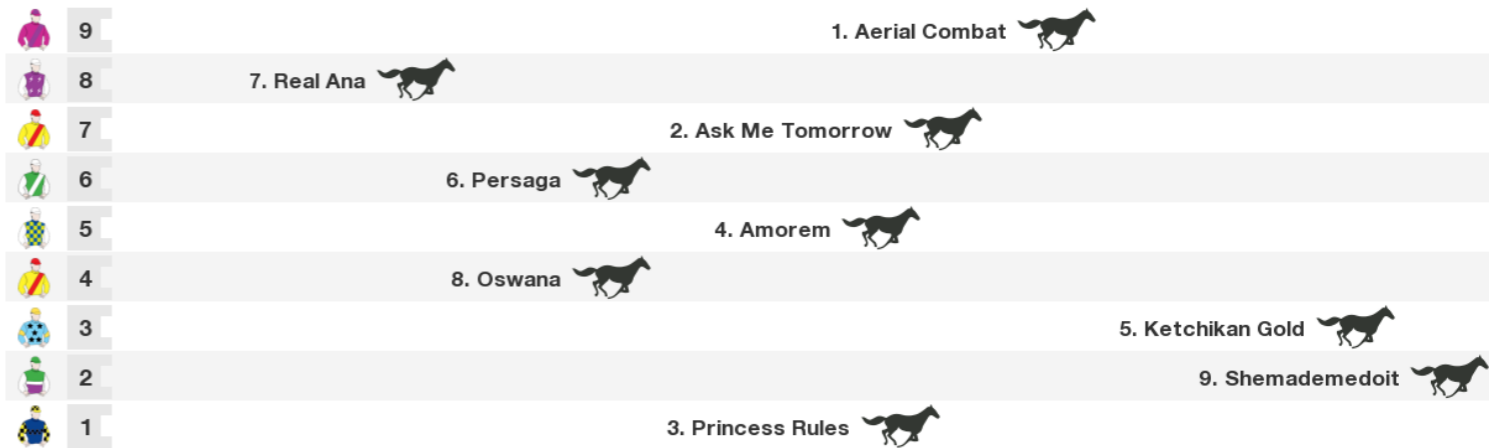 9 1. Aerial Combat
8 7. Real Ana
7 2. Ask Me Tomorrow
6 6. Persaga
5 4. Amorem
4 8. Oswana
3 5. Ketchikan Gold
2 9. Shemademedoit
1 3. Princess Rules